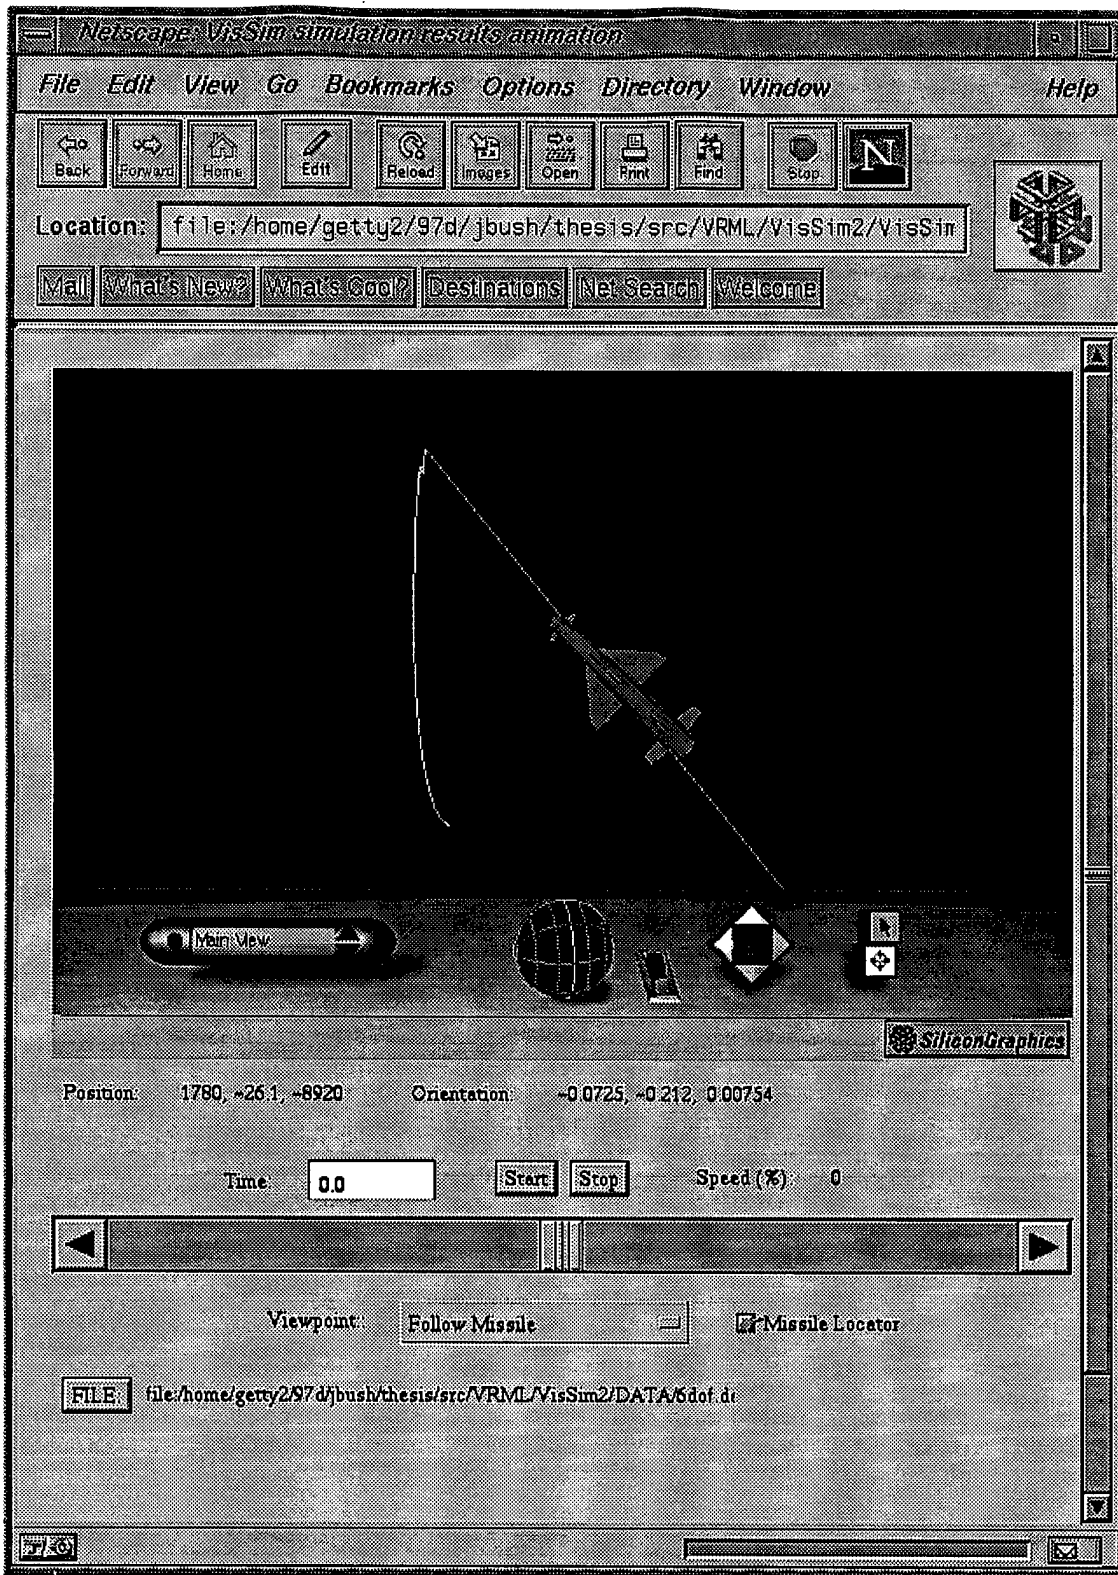 Netscape: VisSim simulation results animation
File Edit View Go Bookmarks Options Directory Window Help
Back Forward Home Edit Reload Images Open Print Find Stop N
Location: file:/home/getty2/97d/jbush/thesis/src/VRML/VisSim2/VisSim
Mail What's New? What's Cool? Destinations Net Search Welcome
Main View
SiliconGraphics
Position: 1780, -26.1, -8920 Orientation: -0.0725, -0.212, 0.00754
Time: 0.0 Start Stop Speed (%): 0
Viewpoint: Follow Missile Missile Locator
FILE: file:/home/getty2/97d/jbush/thesis/src/VRML/VisSim2/DATA/6dof.de